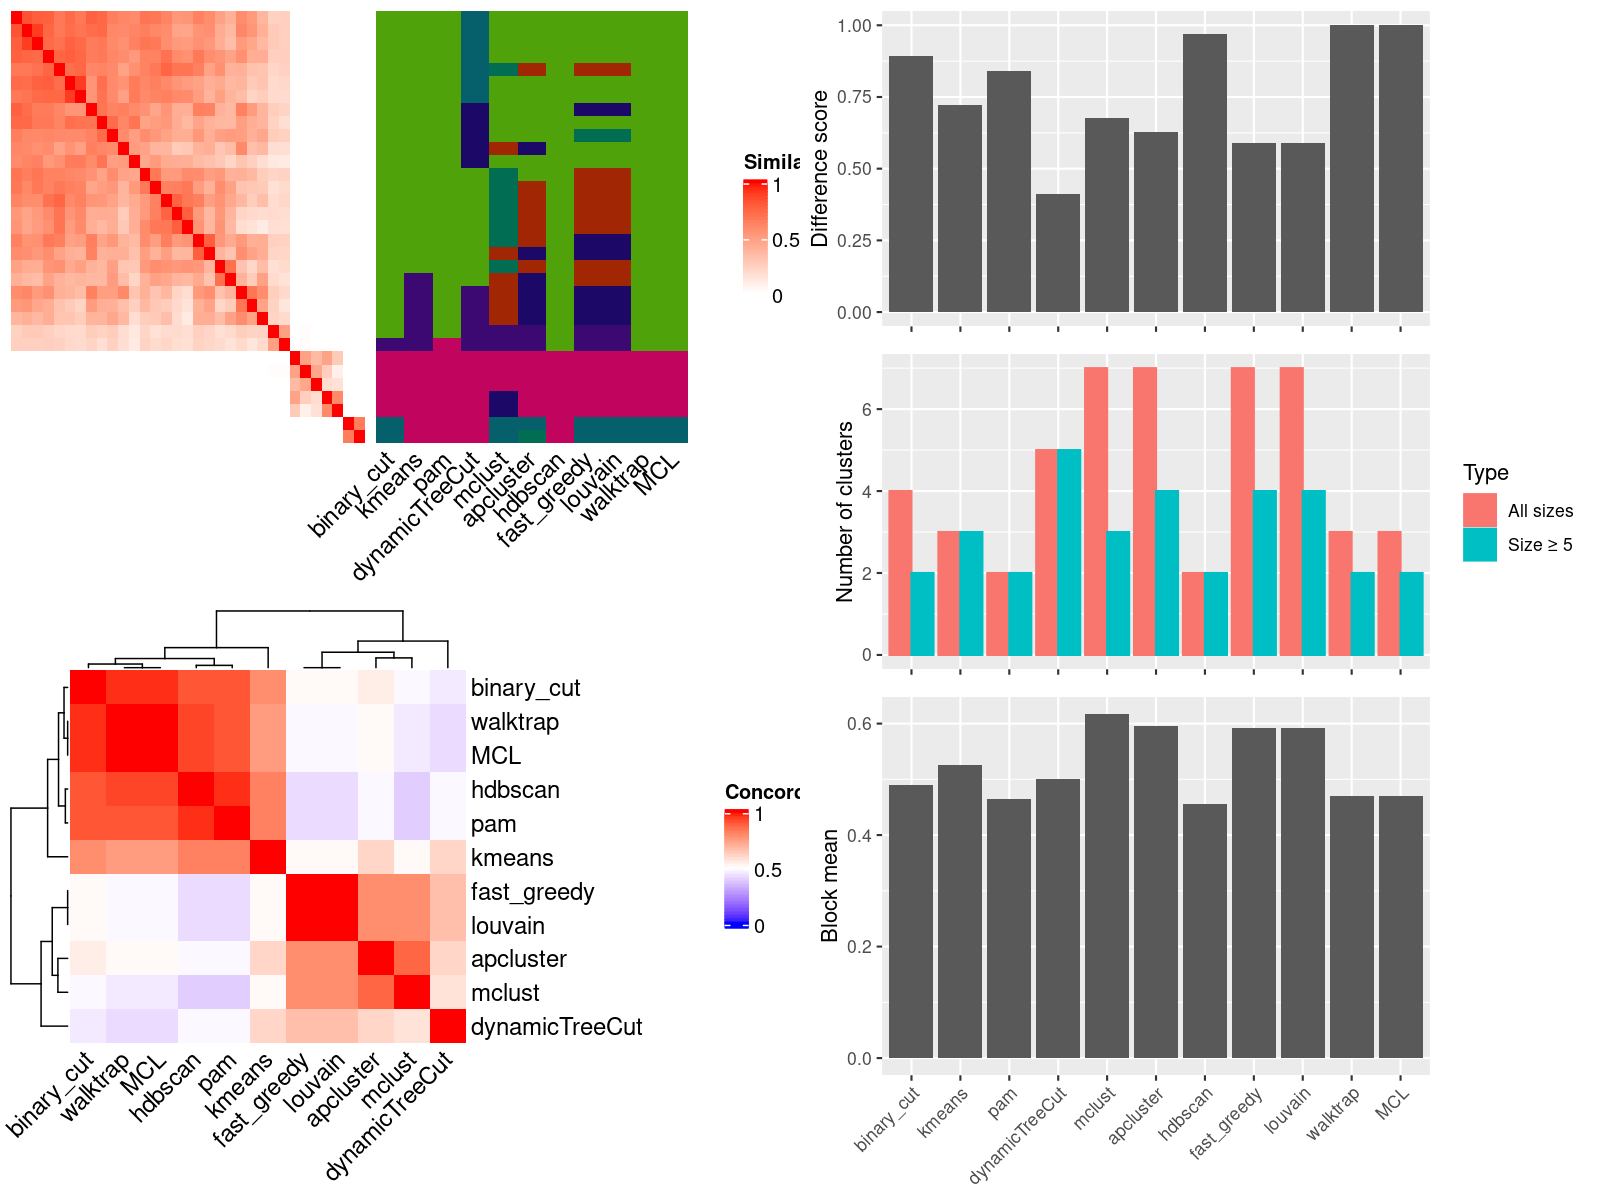 Simila
1
0.5
0
binary_cut
kmeans
pam
dynamicTreeCut
mclust
apcluster
hdbscan
fast_greedy
louvain
walktrap
MCL
binary_cut
walktrap
MCL
hdbscan
pam
kmeans
fast_greedy
louvain
apcluster
mclust
dynamicTreeCut
Concord
1
0.5
0
binary_cut
walktrap
MCL
hdbscan
pam
kmeans
fast_greedy
louvain
apcluster
mclust
dynamicTreeCut
Difference score
1.00
0.75
0.50
0.25
0.00
Number of clusters
6
4
2
0
Type
All sizes
Size ≥ 5
Block mean
0.6
0.4
0.2
0.0
binary_cut
kmeans
pam
dynamicTreeCut
mclust
apcluster
hdbscan
fast_greedy
louvain
walktrap
MCL